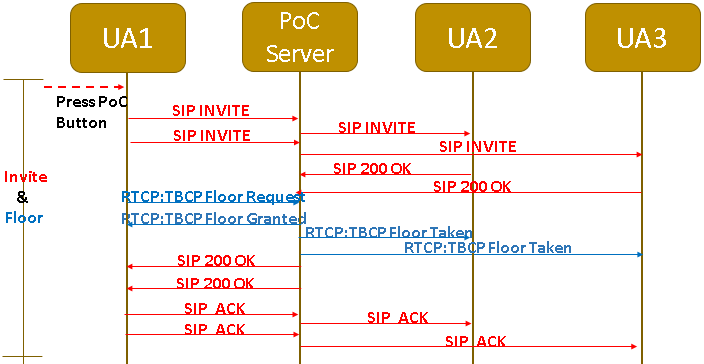 UA1
PoC
Server
UA2
UA3
Press PoC
Button
SIP INVITE
SIP INVITE
SIP INVITE
SIP INVITE
Invite
&
Floor
SIP 200 OK
SIP 200 OK
RTCP:TBCP Floor Request
RTCP:TBCP Floor Granted
RTCP:TBCP Floor Taken
RTCP:TBCP Floor Taken
SIP 200 OK
SIP 200 OK
SIP ACK
SIP ACK
SIP ACK
SIP ACK